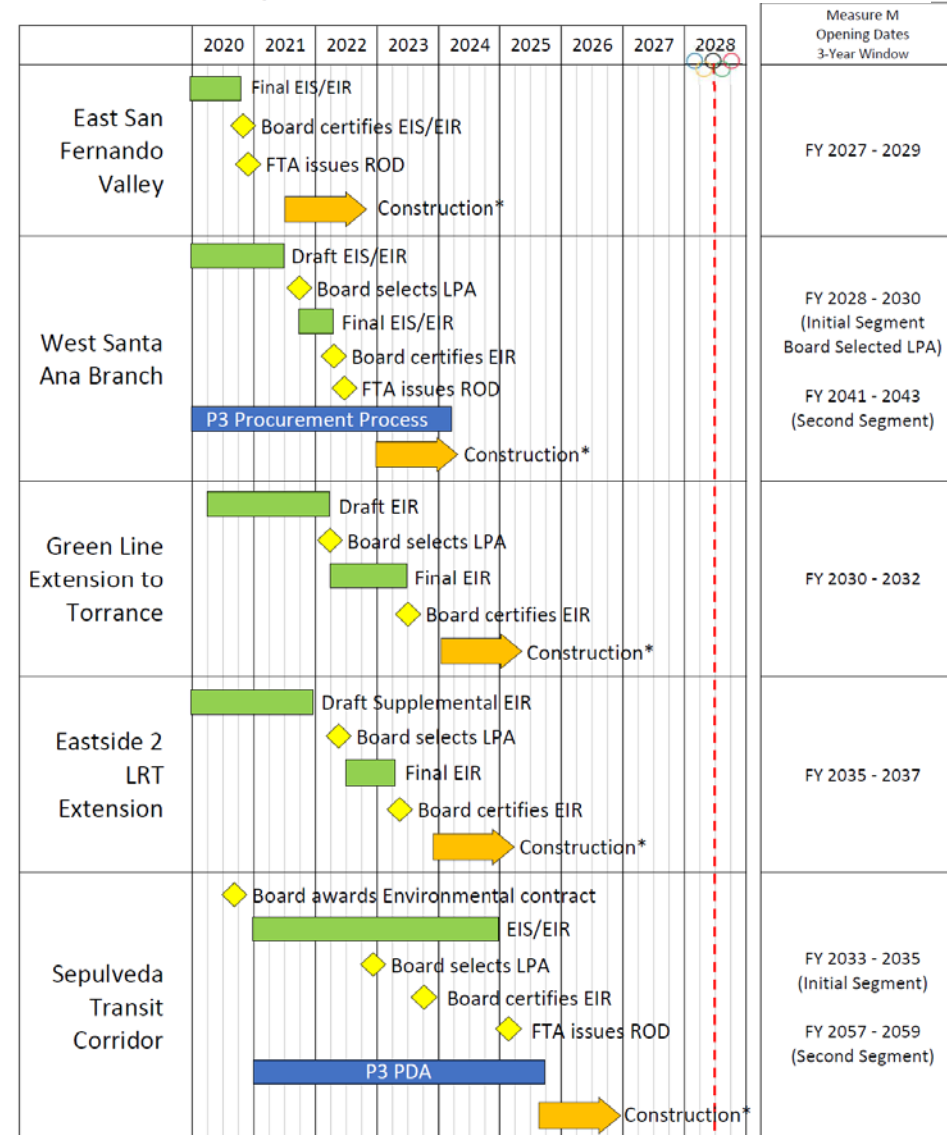 Measure M
Opening Dates
3-Year Window
2020 2021 2022 2023 2024 2025 2026 2027 2028
East San
Fernando
Valley
Final EIS/EIR
Board certifies EIS/EIR
FTA issues ROD
Construction*
FY 2027 - 2029
West Santa
Ana Branch
Draft EIS/EIR
Board selects LPA
Final EIS/EIR
Board certifies EIR
FTA issues ROD
P3 Procurement Process
Construction*
FY 2028 - 2030
(Initial Segment
Board Selected LPA)
FY 2041 - 2043
(Second Segment)
Green Line
Extension to
Torrance
Draft EIR
Board selects LPA
Final EIR
Board certifies EIR
Construction*
FY 2030 - 2032
Eastside 2
LRT
Extension
Draft Supplemental EIR
Board selects LPA
Final EIR
Board certifies EIR
Construction*
FY 2035 - 2037
Sepulveda
Transit
Corridor
Board awards Environmental contract
EIS/EIR
Board selects LPA
Board certifies EIR
FTA issues ROD
P3 PDA
Construction*
FY 2033 - 2035
(Initial Segment)
FY 2057 - 2059
(Second Segment)